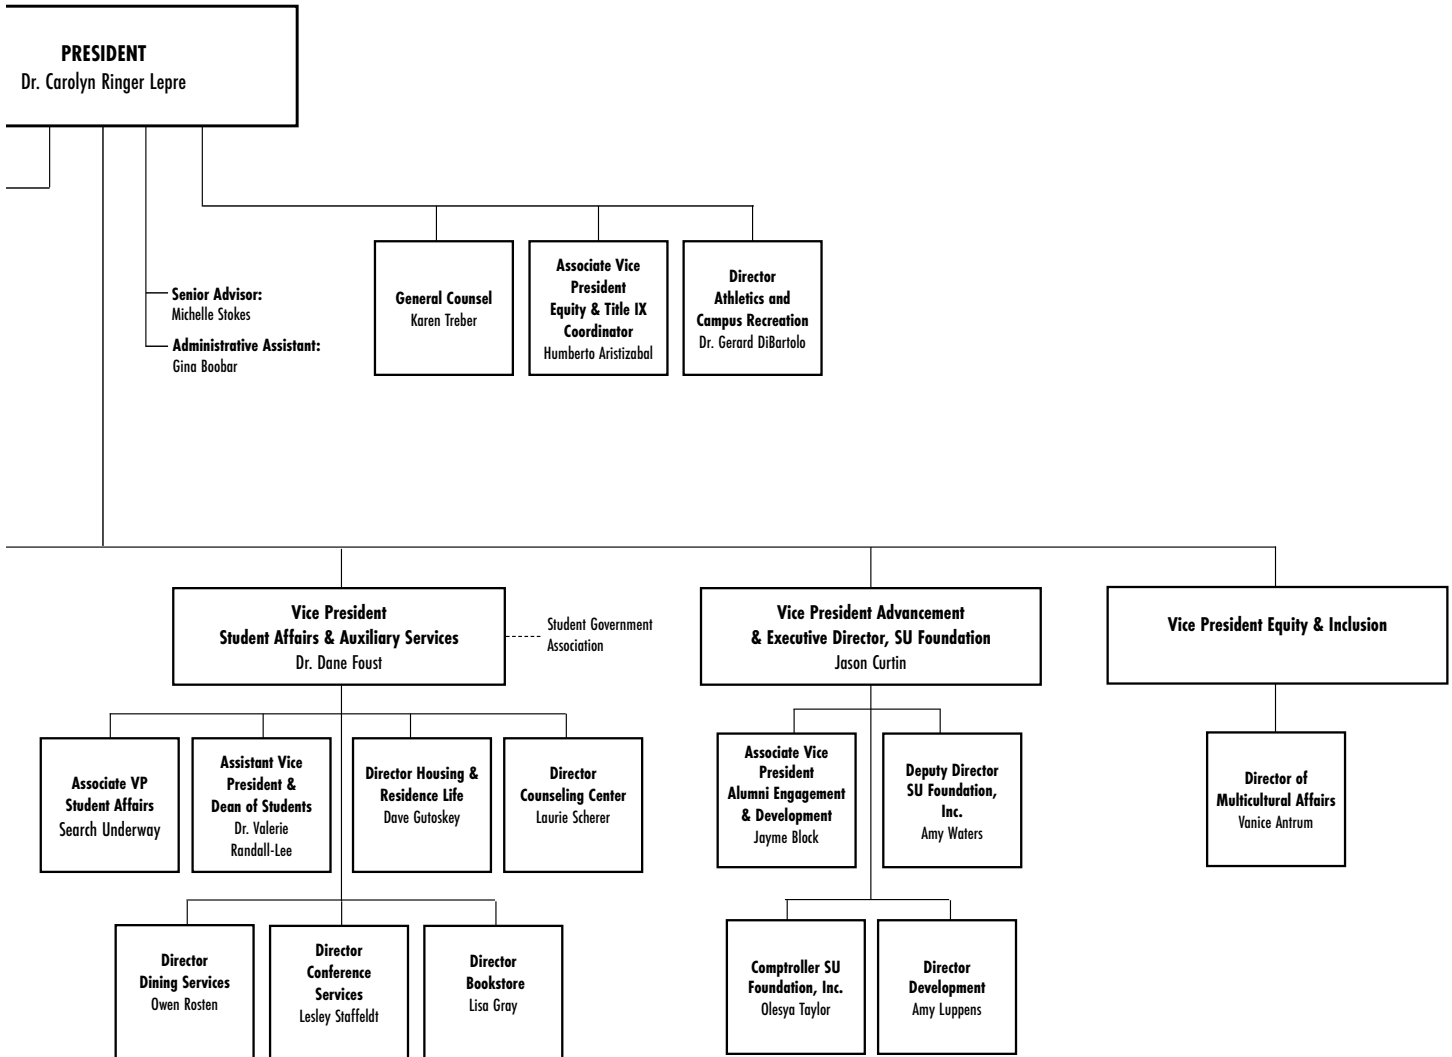 PRESIDENT
Dr. Carolyn Ringer Lepre
Senior Advisor:
Michelle Stokes
Administrative Assistant:
Gina Boobar
General Counsel
Karen Treber
Associate Vice
President
Equity & Title IX
Coordinator
Humberto Aristizabal
Director
Athletics and
Campus Recreation
Dr. Gerard DiBartolo
Vice President
Student Affairs & Auxiliary Services
Dr. Dane Foust
Student Government
Association
Vice President Advancement
& Executive Director, SU Foundation
Jason Curtin
Vice President Equity & Inclusion
Associate VP
Student Affairs
Search Underway
Assistant Vice
President &
Dean of Students
Dr. Valerie
Randall-Lee
Director Housing &
Residence Life
Dave Gutoskey
Director
Counseling Center
Laurie Scherer
Associate Vice
President
Alumni Engagement
& Development
Jayme Block
Deputy Director
SU Foundation,
Inc.
Amy Waters
Director of
Multicultural Affairs
Vanice Antrum
Director
Dining Services
Owen Rosten
Director
Conference
Services
Lesley Staffeldt
Director
Bookstore
Lisa Gray
Comptroller SU
Foundation, Inc.
Olesya Taylor
Director
Development
Amy Luppens